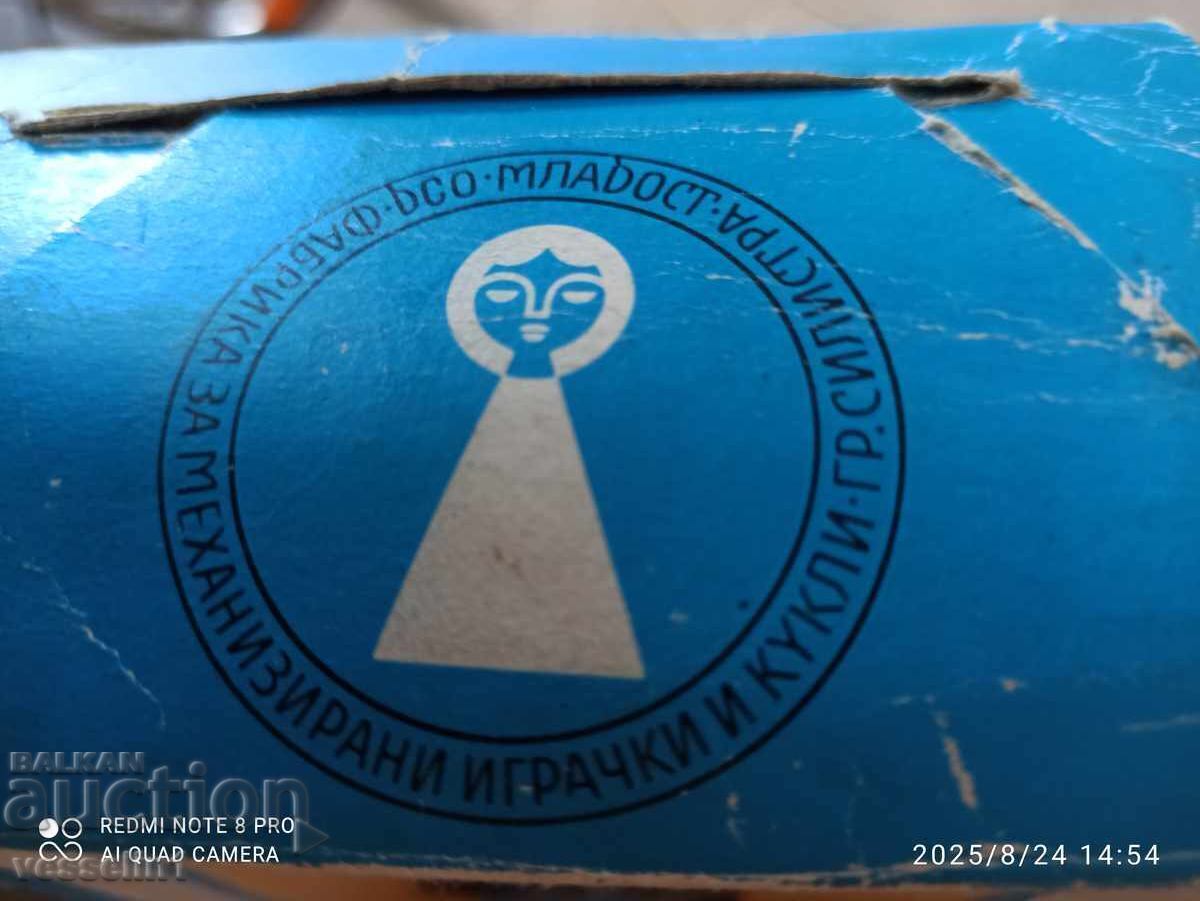 ФАБРИКА ЗА МЕХАНИЗИРАНИ ИГРАЧКИ И КУКЛИ · ГР. СИЛИСТРА · ДСО · МЛАДОСТ ·
BALKAN
auction
REDMI NOTE 8 PRO
AI QUAD CAMERA
2025/8/24 14:54